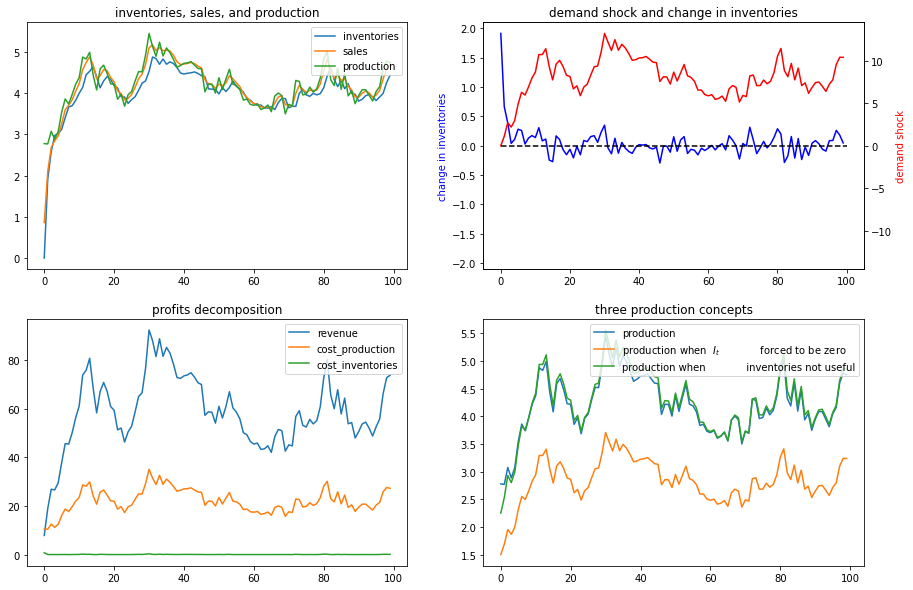 inventories, sales, and production
inventories
sales
production
5
4
3
2
1
0
0 20 40 60 80 100
demand shock and change in inventories
change in inventories
2.0
1.5
1.0
0.5
0.0
−0.5
−1.0
−1.5
−2.0
10
5
0
−5
−10
demand shock
0 20 40 60 80 100
profits decomposition
revenue
cost_production
cost_inventories
80
60
40
20
0
0 20 40 60 80 100
three production concepts
production
production when I_t forced to be zero
production when inventories not useful
5.5
5.0
4.5
4.0
3.5
3.0
2.5
2.0
1.5
0 20 40 60 80 100